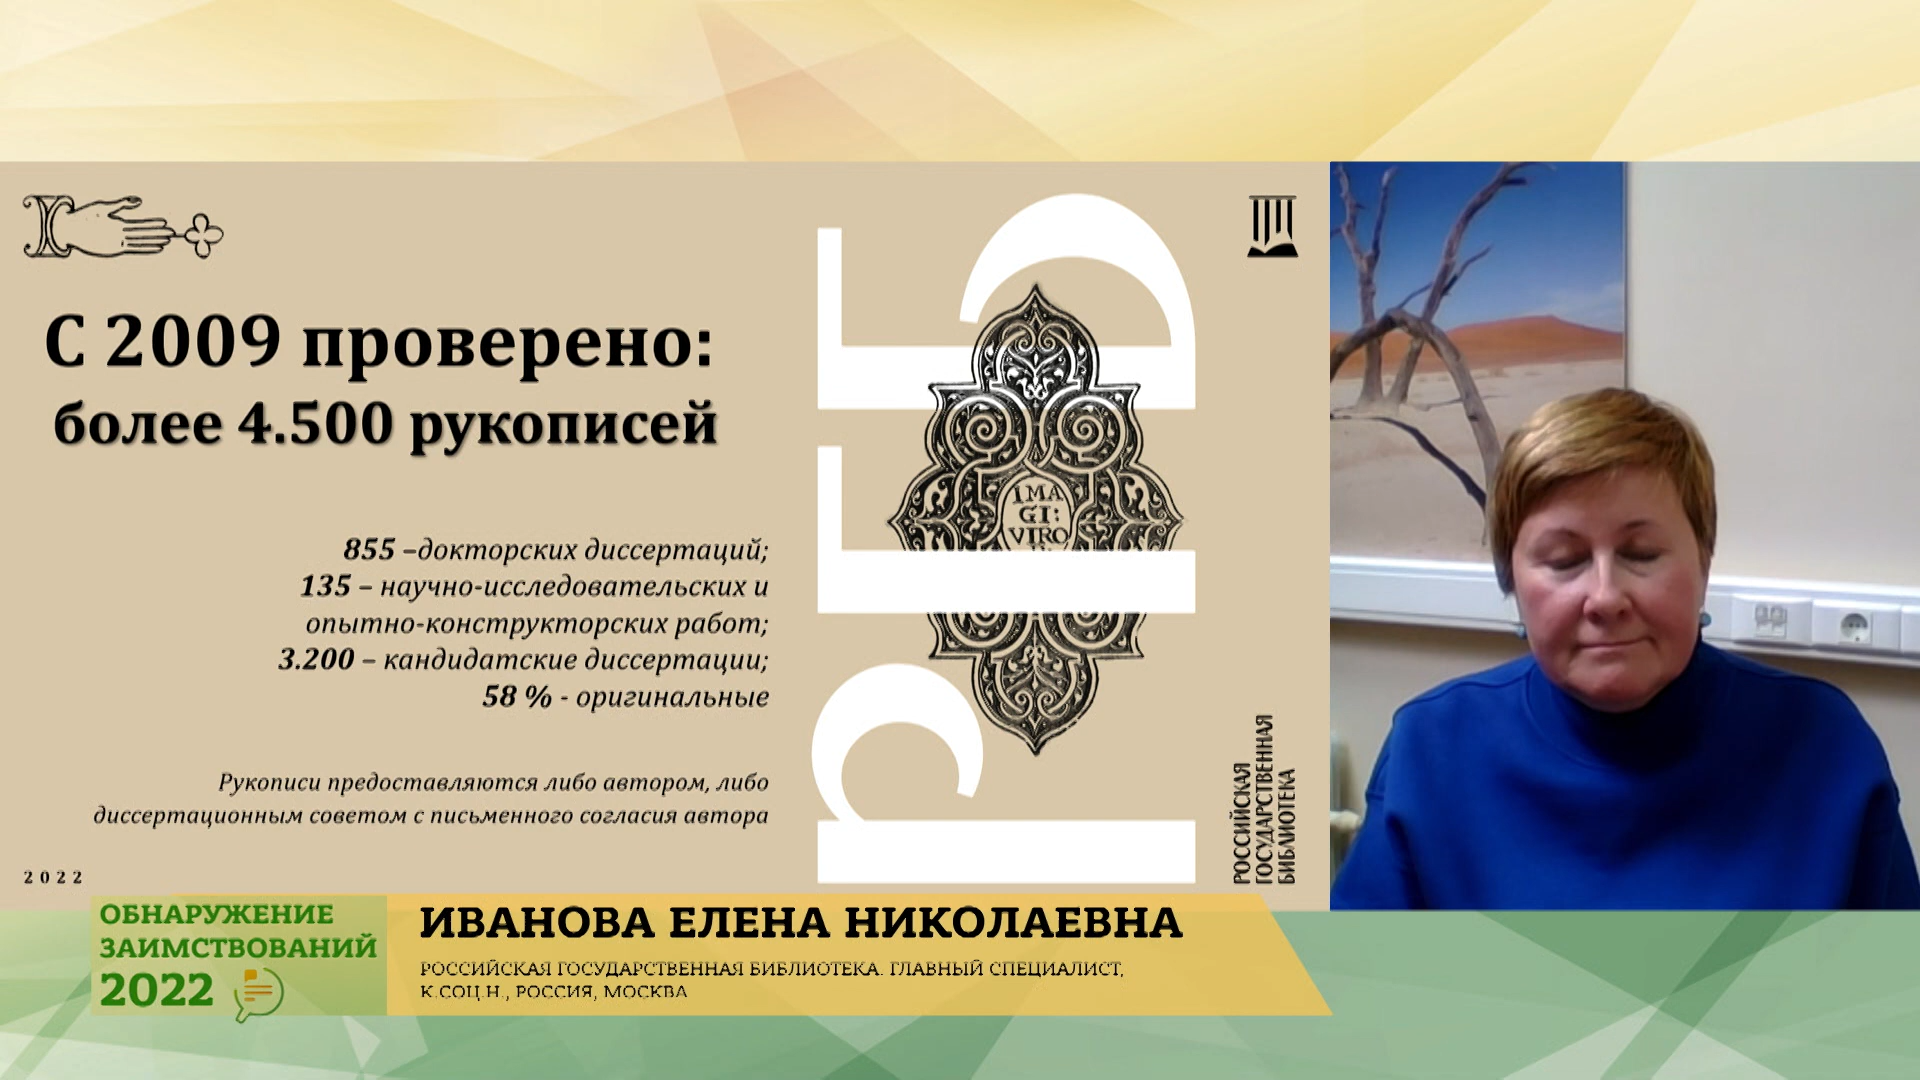 С 2009 проверено:
более 4.500 рукописей
855 –докторских диссертаций;
135 – научно-исследовательских и
опытно-конструкторских работ;
3.200 – кандидатские диссертации;
58 % - оригинальные
Рукописи предоставляются либо автором, либо
диссертационным советом с письменного согласия автора
2022
IMA
GI:
VIRO
РГБ
РОССИЙСКАЯ
ГОСУДАРСТВЕННАЯ
БИБЛИОТЕКА
ОБНАРУЖЕНИЕ
ЗАИМСТВОВАНИЙ
2022
ИВАНОВА ЕЛЕНА НИКОЛАЕВНА
РОССИЙСКАЯ ГОСУДАРСТВЕННАЯ БИБЛИОТЕКА. ГЛАВНЫЙ СПЕЦИАЛИСТ,
К.СОЦ.Н., РОССИЯ, МОСКВА